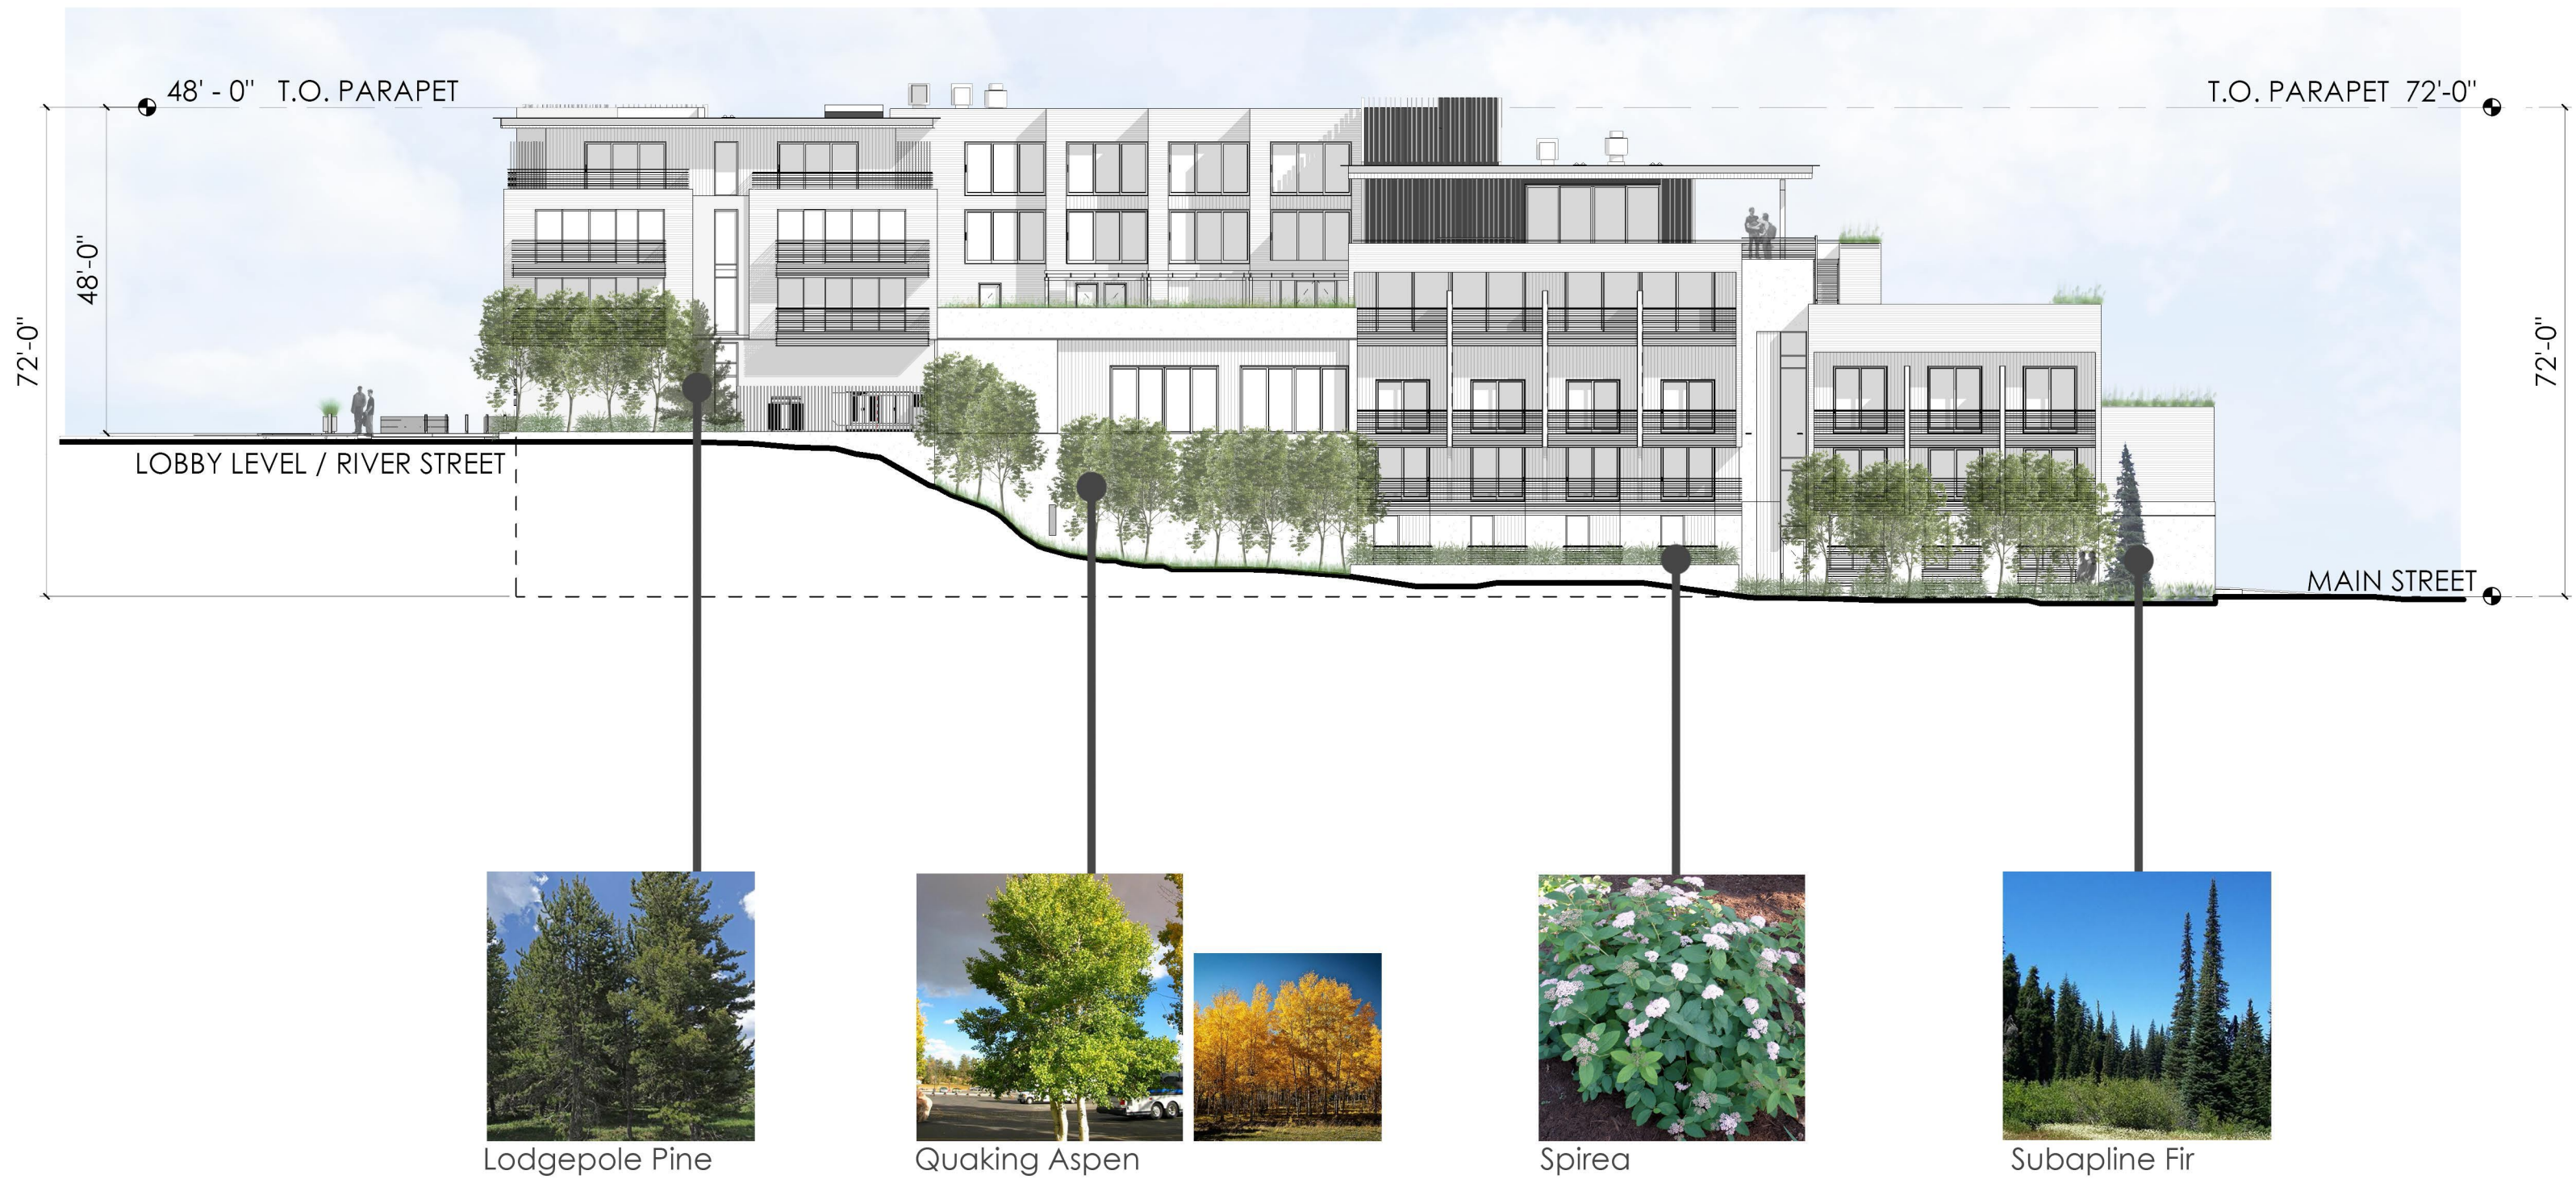 48' - 0" T.O. PARAPET
T.O. PARAPET 72'-0"
48'-0"
72'-0"
72'-0"
LOBBY LEVEL / RIVER STREET
MAIN STREET
Lodgepole Pine
Quaking Aspen
Spirea
Subapline Fir